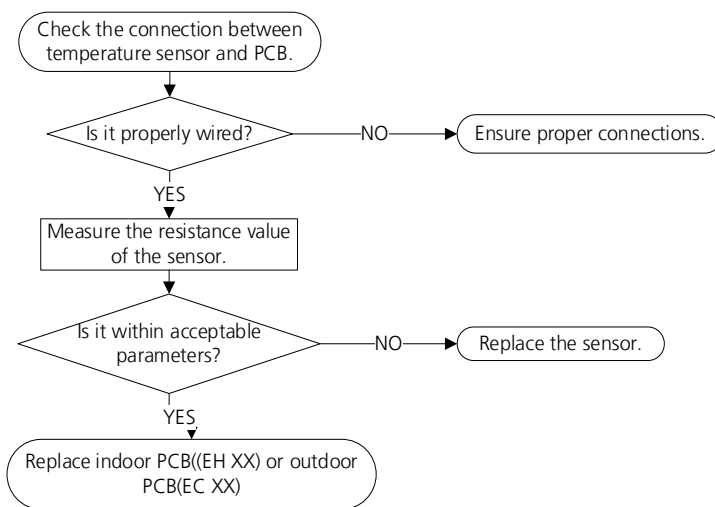 Check the connection between
temperature sensor and PCB.
Is it properly wired?
NO
Ensure proper connections.
YES
Measure the resistance value
of the sensor.
Is it within acceptable
parameters?
NO
Replace the sensor.
YES
Replace indoor PCB((EH XX) or outdoor
PCB(EC XX)